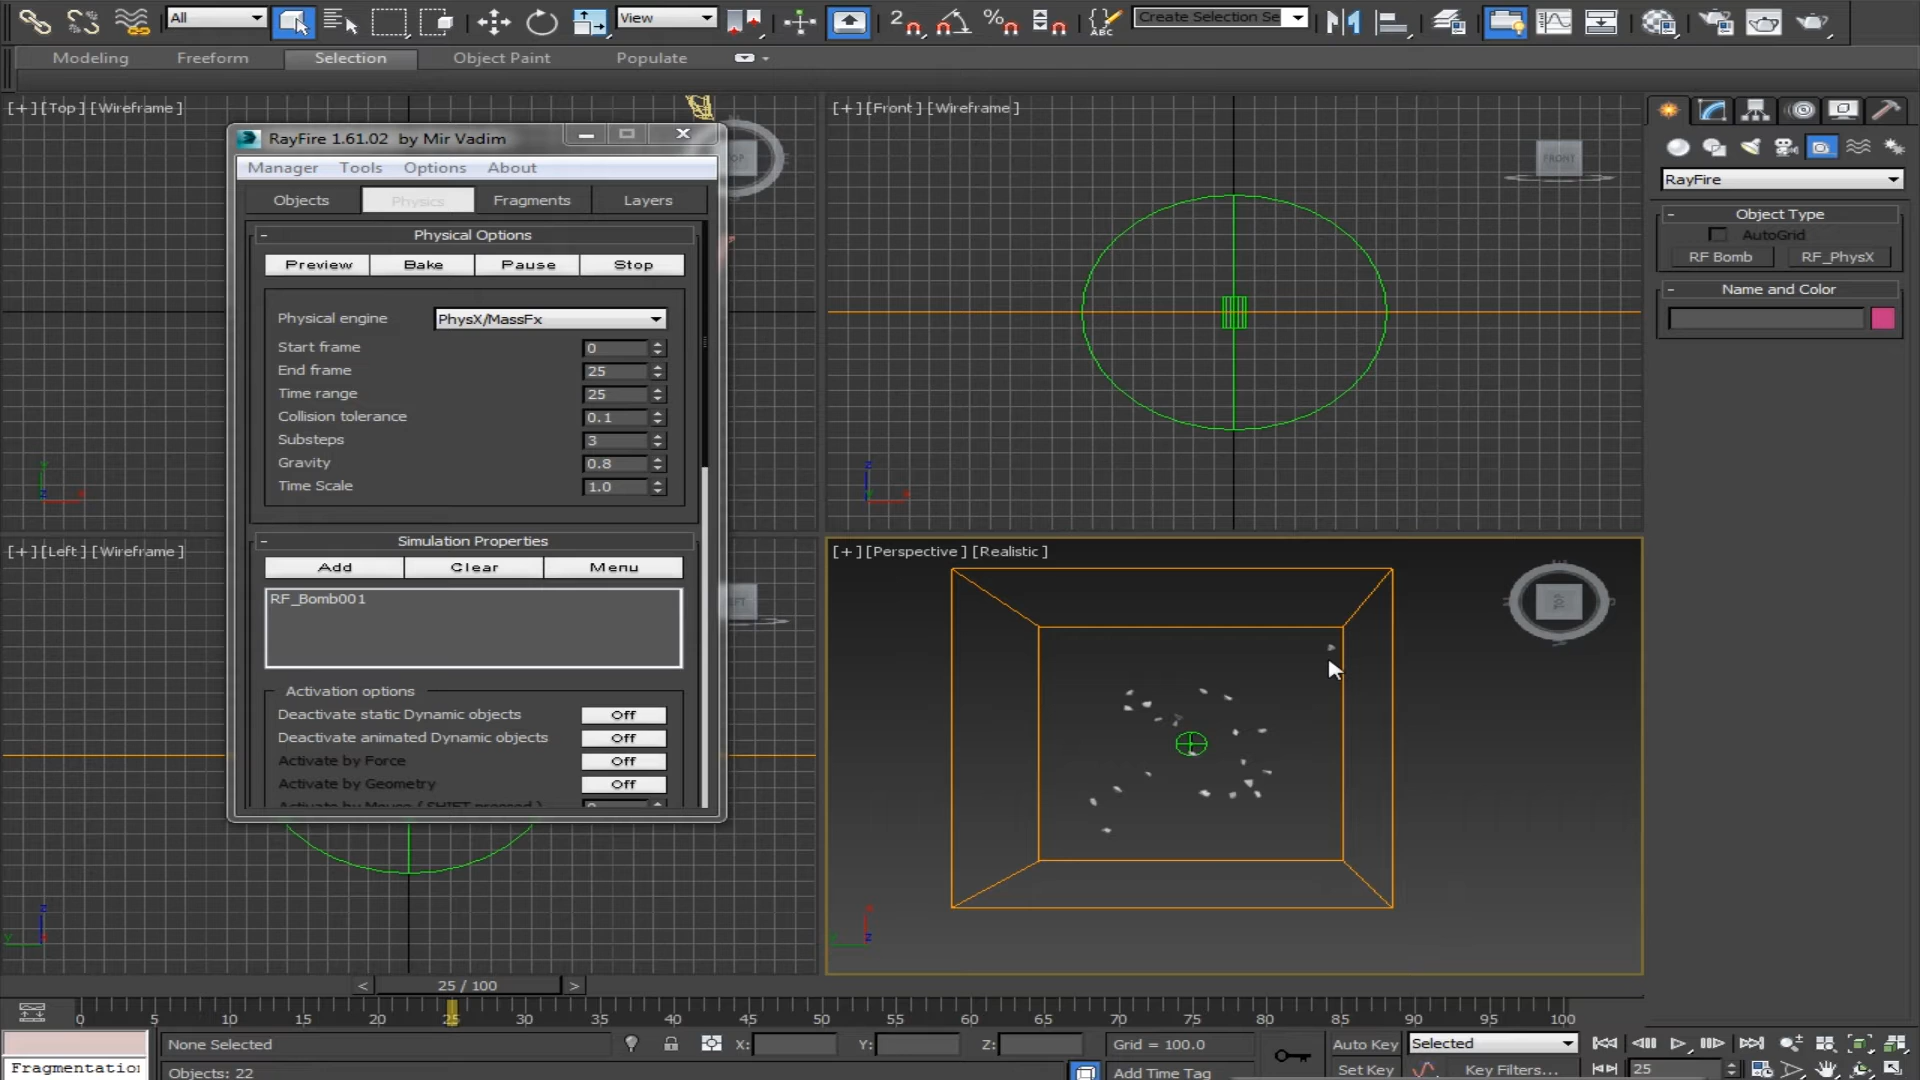 All
View
Create Selection Se
Modeling
Freeform
Selection
Object Paint
Populate
[+][Top][Wireframe]
[+][Front][Wireframe]
FRONT
RayFire 1.61.02 by Mir Vadim
Manager
Tools
Options
About
Objects
Physics
Fragments
Layers
Physical Options
Preview
Bake
Pause
Stop
Physical engine
PhysX/MassFx
Start frame
0
End frame
25
Time range
25
Collision tolerance
0.1
Substeps
3
Gravity
0.8
Time Scale
1.0
Simulation Properties
Add
Clear
Menu
RF_Bomb001
Activation options
Deactivate static Dynamic objects
Off
Deactivate animated Dynamic objects
Off
Activate by Force
Off
Activate by Geometry
Off
Activate by Mouse ( SHIFT pressed )
RayFire
Object Type
AutoGrid
RF Bomb
RF_PhysX
Name and Color
[+][Left][Wireframe]
[+][Perspective][Realistic]
TOP
25 / 100
0
5
10
15
20
25
30
35
40
45
50
55
60
65
70
75
80
85
90
95
100
None Selected
X:
Y:
Z:
Grid = 100.0
Auto Key
Selected
Fragmentatio
Objects: 22
Add Time Tag
Set Key
Key Filters...
25